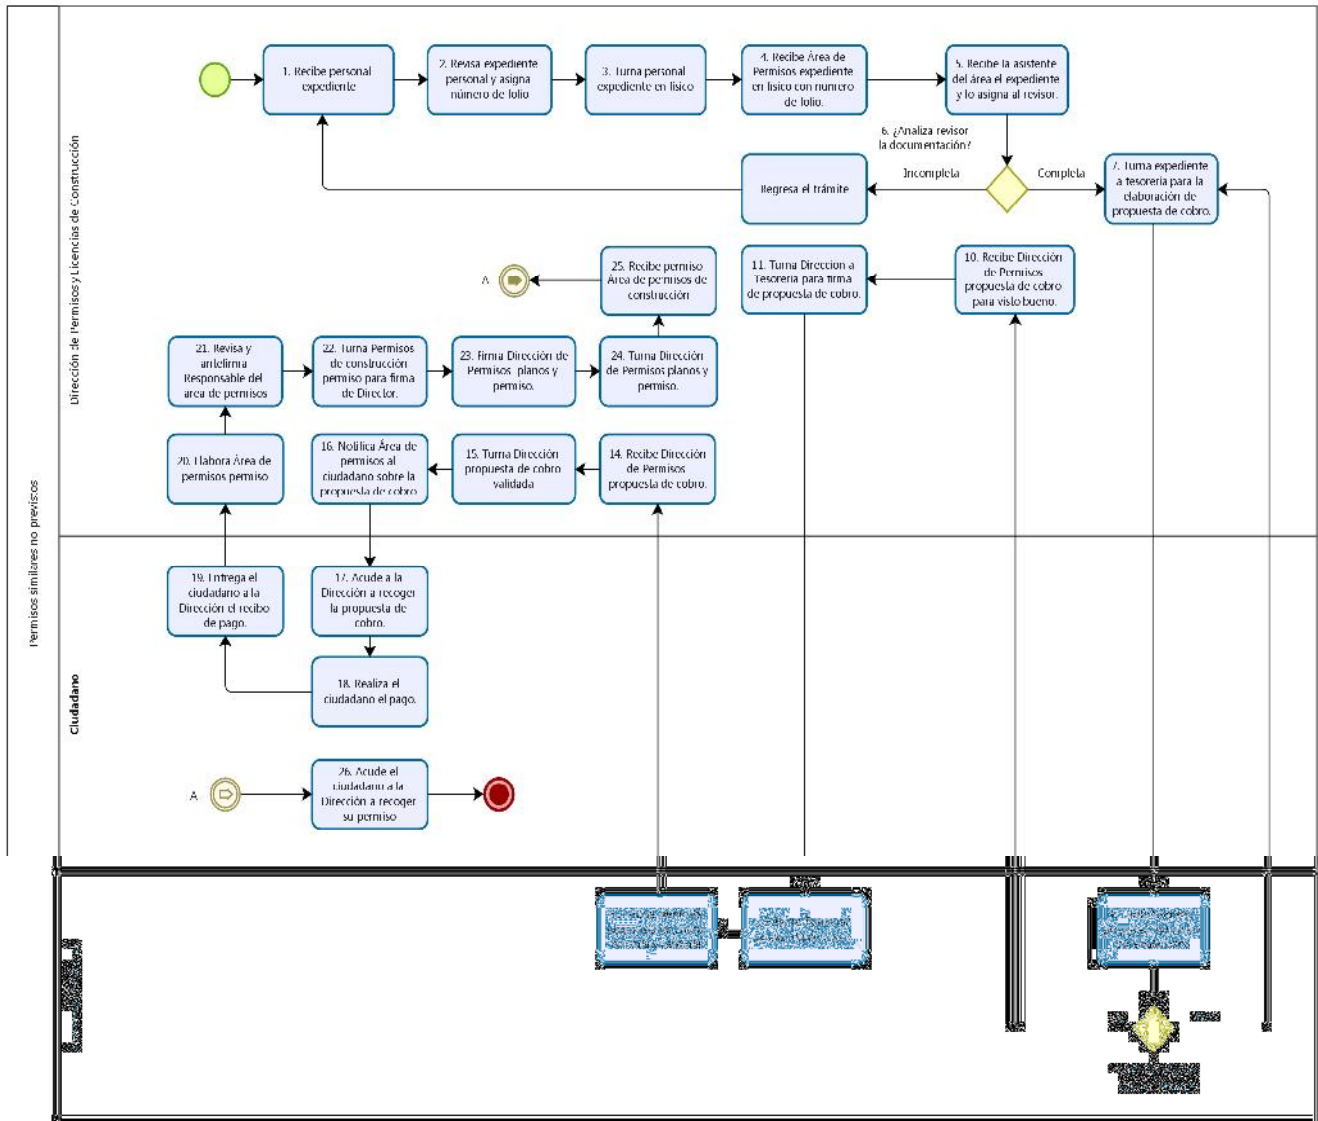 Permisos similares no previstos
Dirección de Permisos y Licencias de Construcción
1. Recibe personal
expediente
2. Revisa expediente
personal y asigna
número de folio
3. Turna personal
expediente en físico
4. Recibe Área de
Permisos expediente
en físico con número
de folio.
5. Recibe la asistente
del área el expediente
y lo asigna al revisor.
6. ¿Analiza revisor
la documentación?
Incompleta
Completa
Regresa el trámite
7. Turna expediente
a tesorería para la
elaboración de
propuesta de cobro.
A
25. Recibe permiso
Área de permisos de
construcción
11. Turna Direccion a
Tesorería para firma
de propuesta de cobro.
10. Recibe Dirección
de Permisos
propuesta de cobro
para visto bueno.
21. Revisa y
antefirma
Responsable del
area de permisos
22. Turna Permisos
de construcción
permiso para firma
de Director.
23. Firma Dirección de
Permisos planos y
permiso.
24. Turna Dirección
de Permisos planos y
permiso.
20. Elabora Área de
permisos permiso
16. Notifica Área de
permisos al
ciudadano sobre la
propuesta de cobro
15. Turna Dirección
propuesta de cobro
validada
14. Recibe Dirección
de Permisos
propuesta de cobro.
Ciudadano
19. Entrega el
ciudadano a la
Dirección el recibo
de pago.
17. Acude a la
Dirección a recoger
la propuesta de
cobro.
18. Realiza el
ciudadano el pago.
A
26. Acude el
ciudadano a la
Dirección a recoger
su permiso